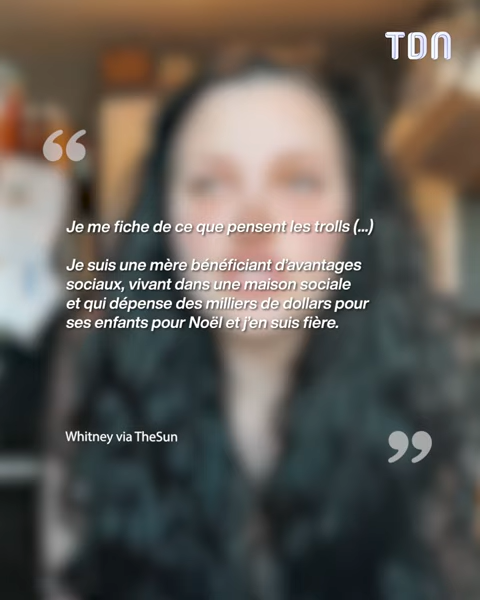 TDN
“
Je me fiche de ce que pensent les trolls (...)
Je suis une mère bénéficiant d'avantages
sociaux, vivant dans une maison sociale
et qui dépense des milliers de dollars pour
ses enfants pour Noël et j'en suis fière.
Whitney via TheSun
”